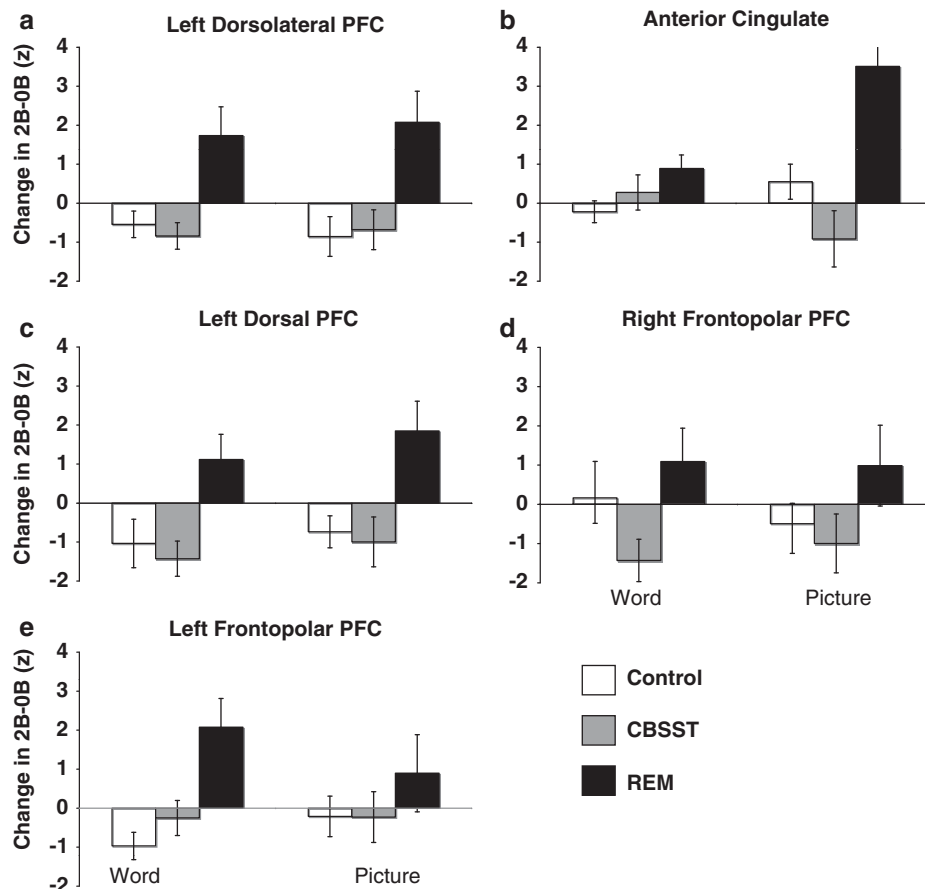 a
Left Dorsolateral PFC
Change in 2B-0B (z)
4
3
2
1
0
-1
-2
b
Anterior Cingulate
4
3
2
1
0
-1
-2
c
Left Dorsal PFC
Change in 2B-0B (z)
4
3
2
1
0
-1
-2
d
Right Frontopolar PFC
4
3
2
1
0
-1
-2
Word
Picture
e
Left Frontopolar PFC
Change in 2B-0B (z)
4
3
2
1
0
-1
-2
Word
Picture
Control
CBSST
REM